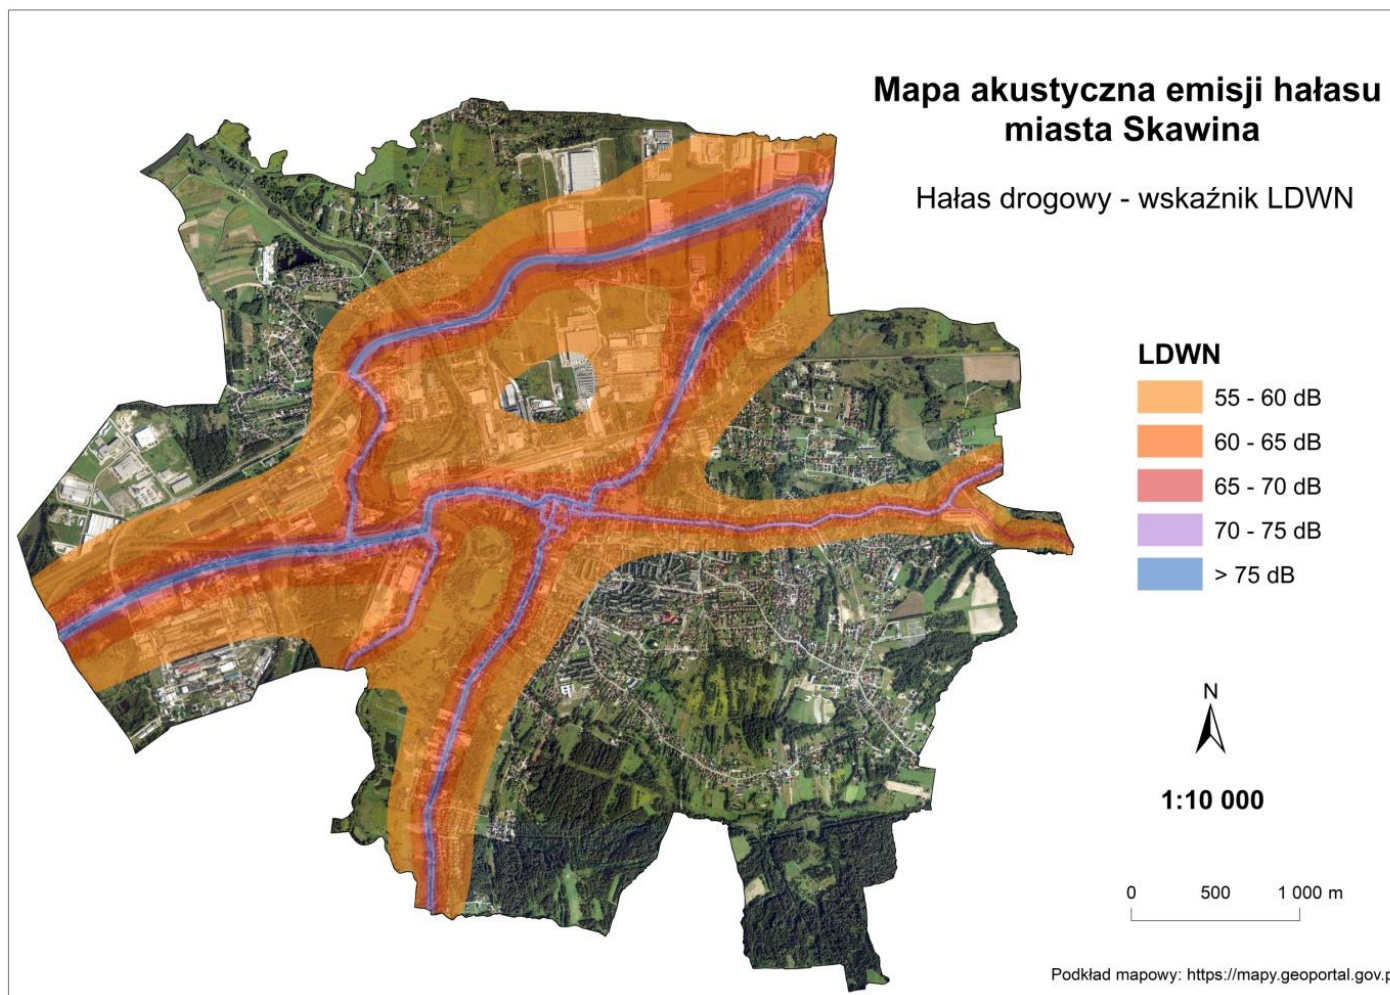 Mapa akustyczna emisji hałasu
miasta Skawina
Hałas drogowy - wskaźnik LDWN
LDWN
55 - 60 dB
60 - 65 dB
65 - 70 dB
70 - 75 dB
> 75 dB
N
1:10 000
0 500 1 000 m
Podkład mapowy: https://mapy.geoportal.gov.p